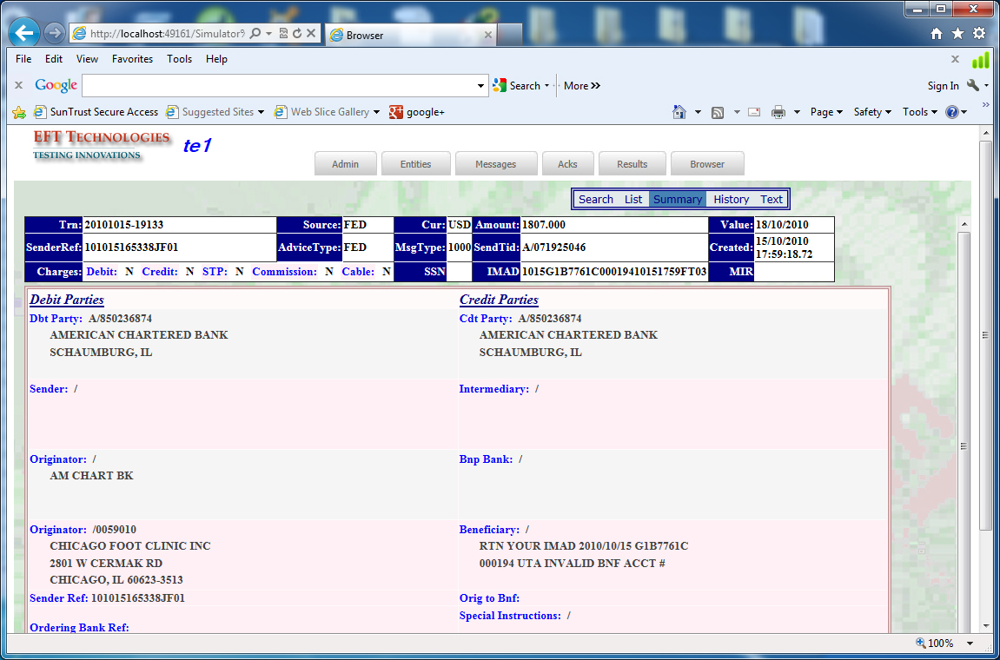 http://localhost:49161/Simulator9
Browser
File Edit View Favorites Tools Help
Google Search More »
Sign In
SunTrust Secure Access Suggested Sites Web Slice Gallery google+
Page Safety Tools
EFT TECHNOLOGIES
TESTING INNOVATIONS
te1
Admin Entities Messages Acks Results Browser
Search List Summary History Text
Trn: 20101015-19133 Source: FED Cur: USD Amount: 1807.000 Value: 18/10/2010
SenderRef: 101015165338JF01 AdviceType: FED MsgType: 1000 SendTid: A/071925046 Created: 15/10/2010
17:59:18.72
Charges: Debit: N Credit: N STP: N Commission: N Cable: N SSN IMAD 1015G1B7761C00019410151759FT03 MIR
Debit Parties Credit Parties
Dbt Party: A/850236874 Cdt Party: A/850236874
AMERICAN CHARTERED BANK AMERICAN CHARTERED BANK
SCHAUMBURG, IL SCHAUMBURG, IL
Sender: / Intermediary: /
Originator: / Bnp Bank: /
AM CHART BK
Originator: /0059010 Beneficiary: /
CHICAGO FOOT CLINIC INC RTN YOUR IMAD 2010/10/15 G1B7761C
2801 W CERMAK RD 000194 UTA INVALID BNF ACCT #
CHICAGO, IL 60623-3513
Sender Ref: 101015165338JF01 Orig to Bnf:
Special Instructions: /
Ordering Bank Ref:
100%